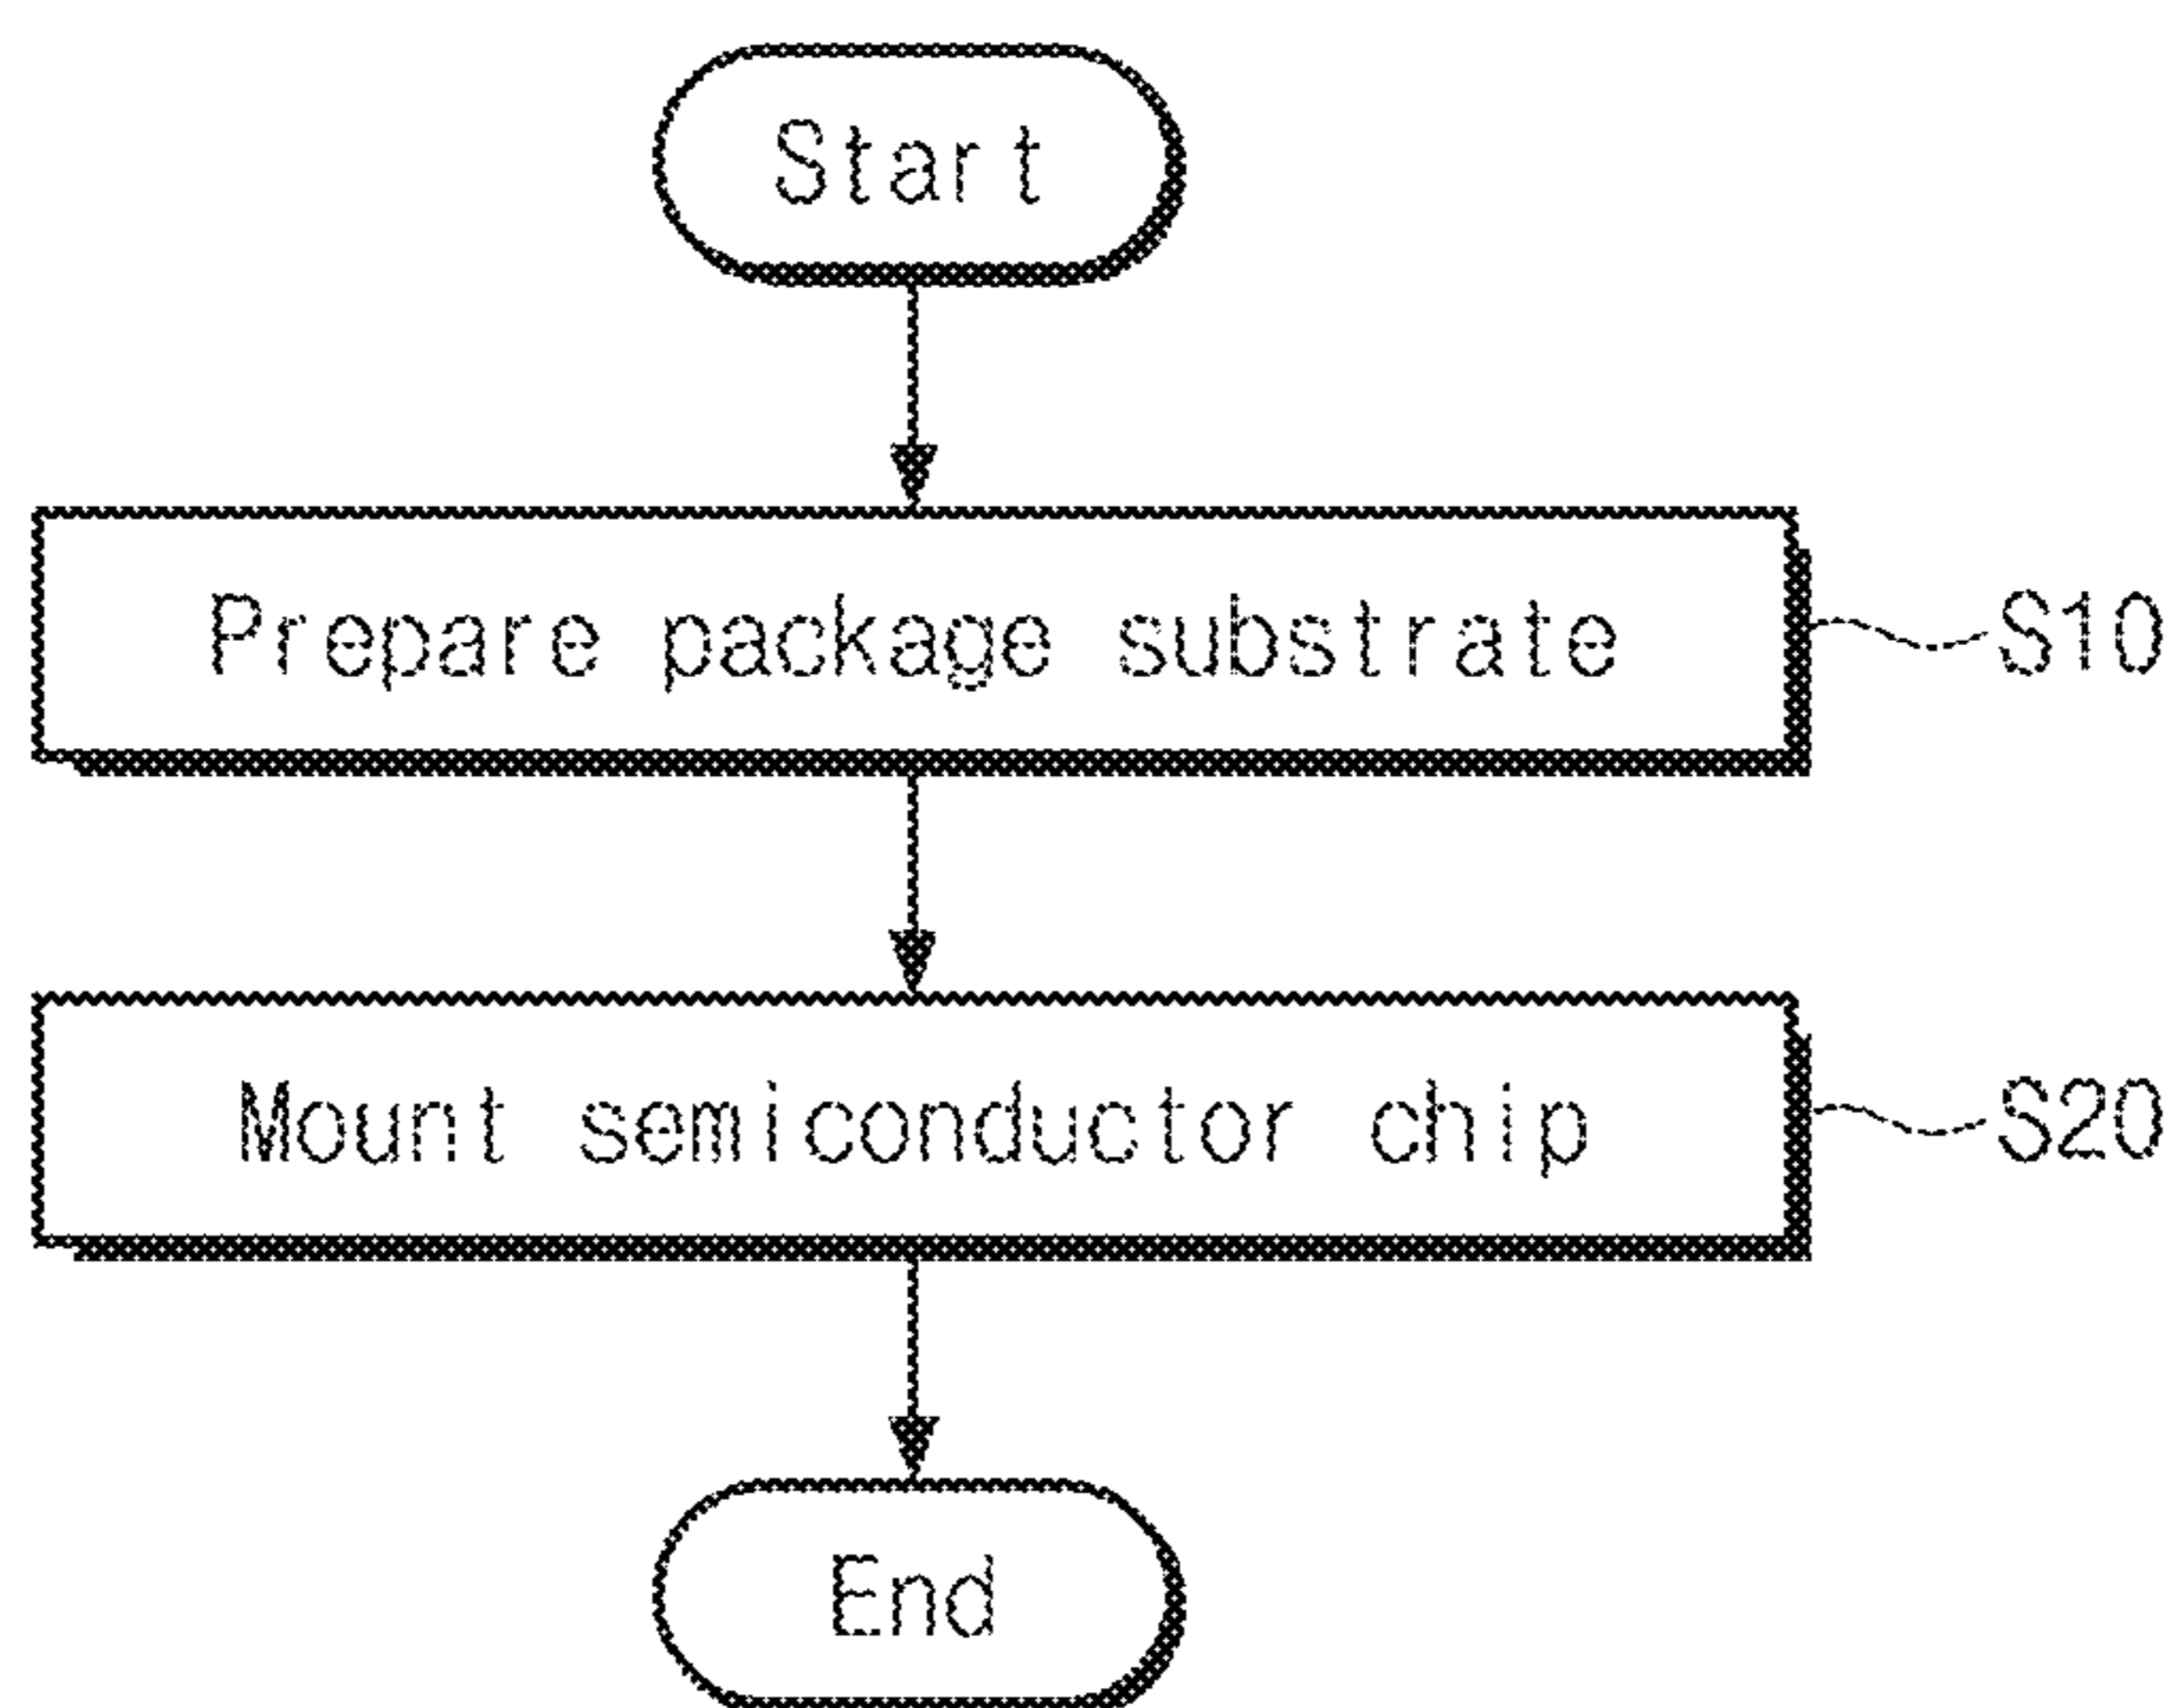 Start
Prepare package substrate
S10
Mount semiconductor chip
S20
End